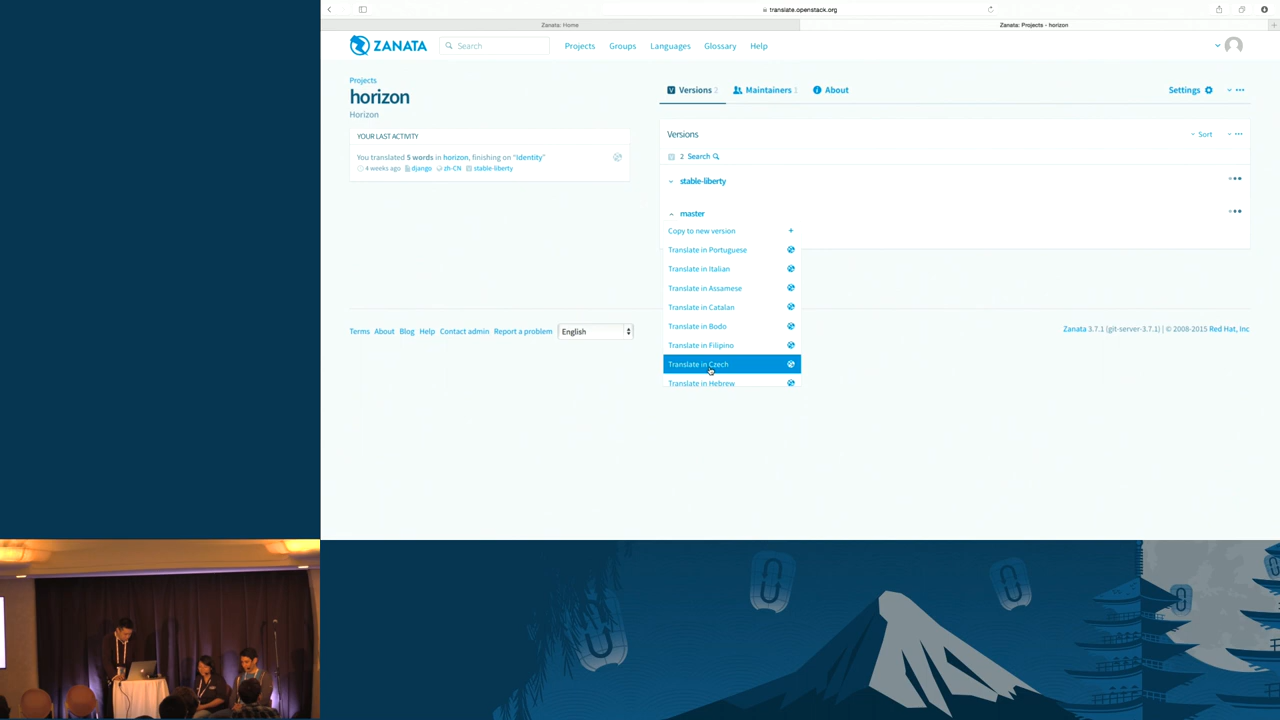 translate.openstack.org
Zanata: Home
Zanata: Projects - horizon
ZANATA
Search
Projects
Groups
Languages
Glossary
Help
Projects
horizon
Horizon
YOUR LAST ACTIVITY
You translated 5 words in horizon, finishing on "Identity"
4 weeks ago django zh-CN stable-liberty
Versions 2
Maintainers 1
About
Settings
Versions
Sort
2 Search
stable-liberty
master
Copy to new version
Translate in Portuguese
Translate in Italian
Translate in Assamese
Translate in Catalan
Translate in Bodo
Translate in Filipino
Translate in Czech
Translate in Hebrew
Terms About Blog Help Contact admin Report a problem English
Zanata 3.7.1 (git-server-3.7.1) | © 2008-2015 Red Hat, Inc